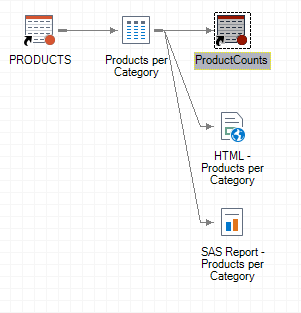 PRODUCTS
Products per
Category
ProductCounts
HTML -
Products per
Category
SAS Report -
Products per
Category